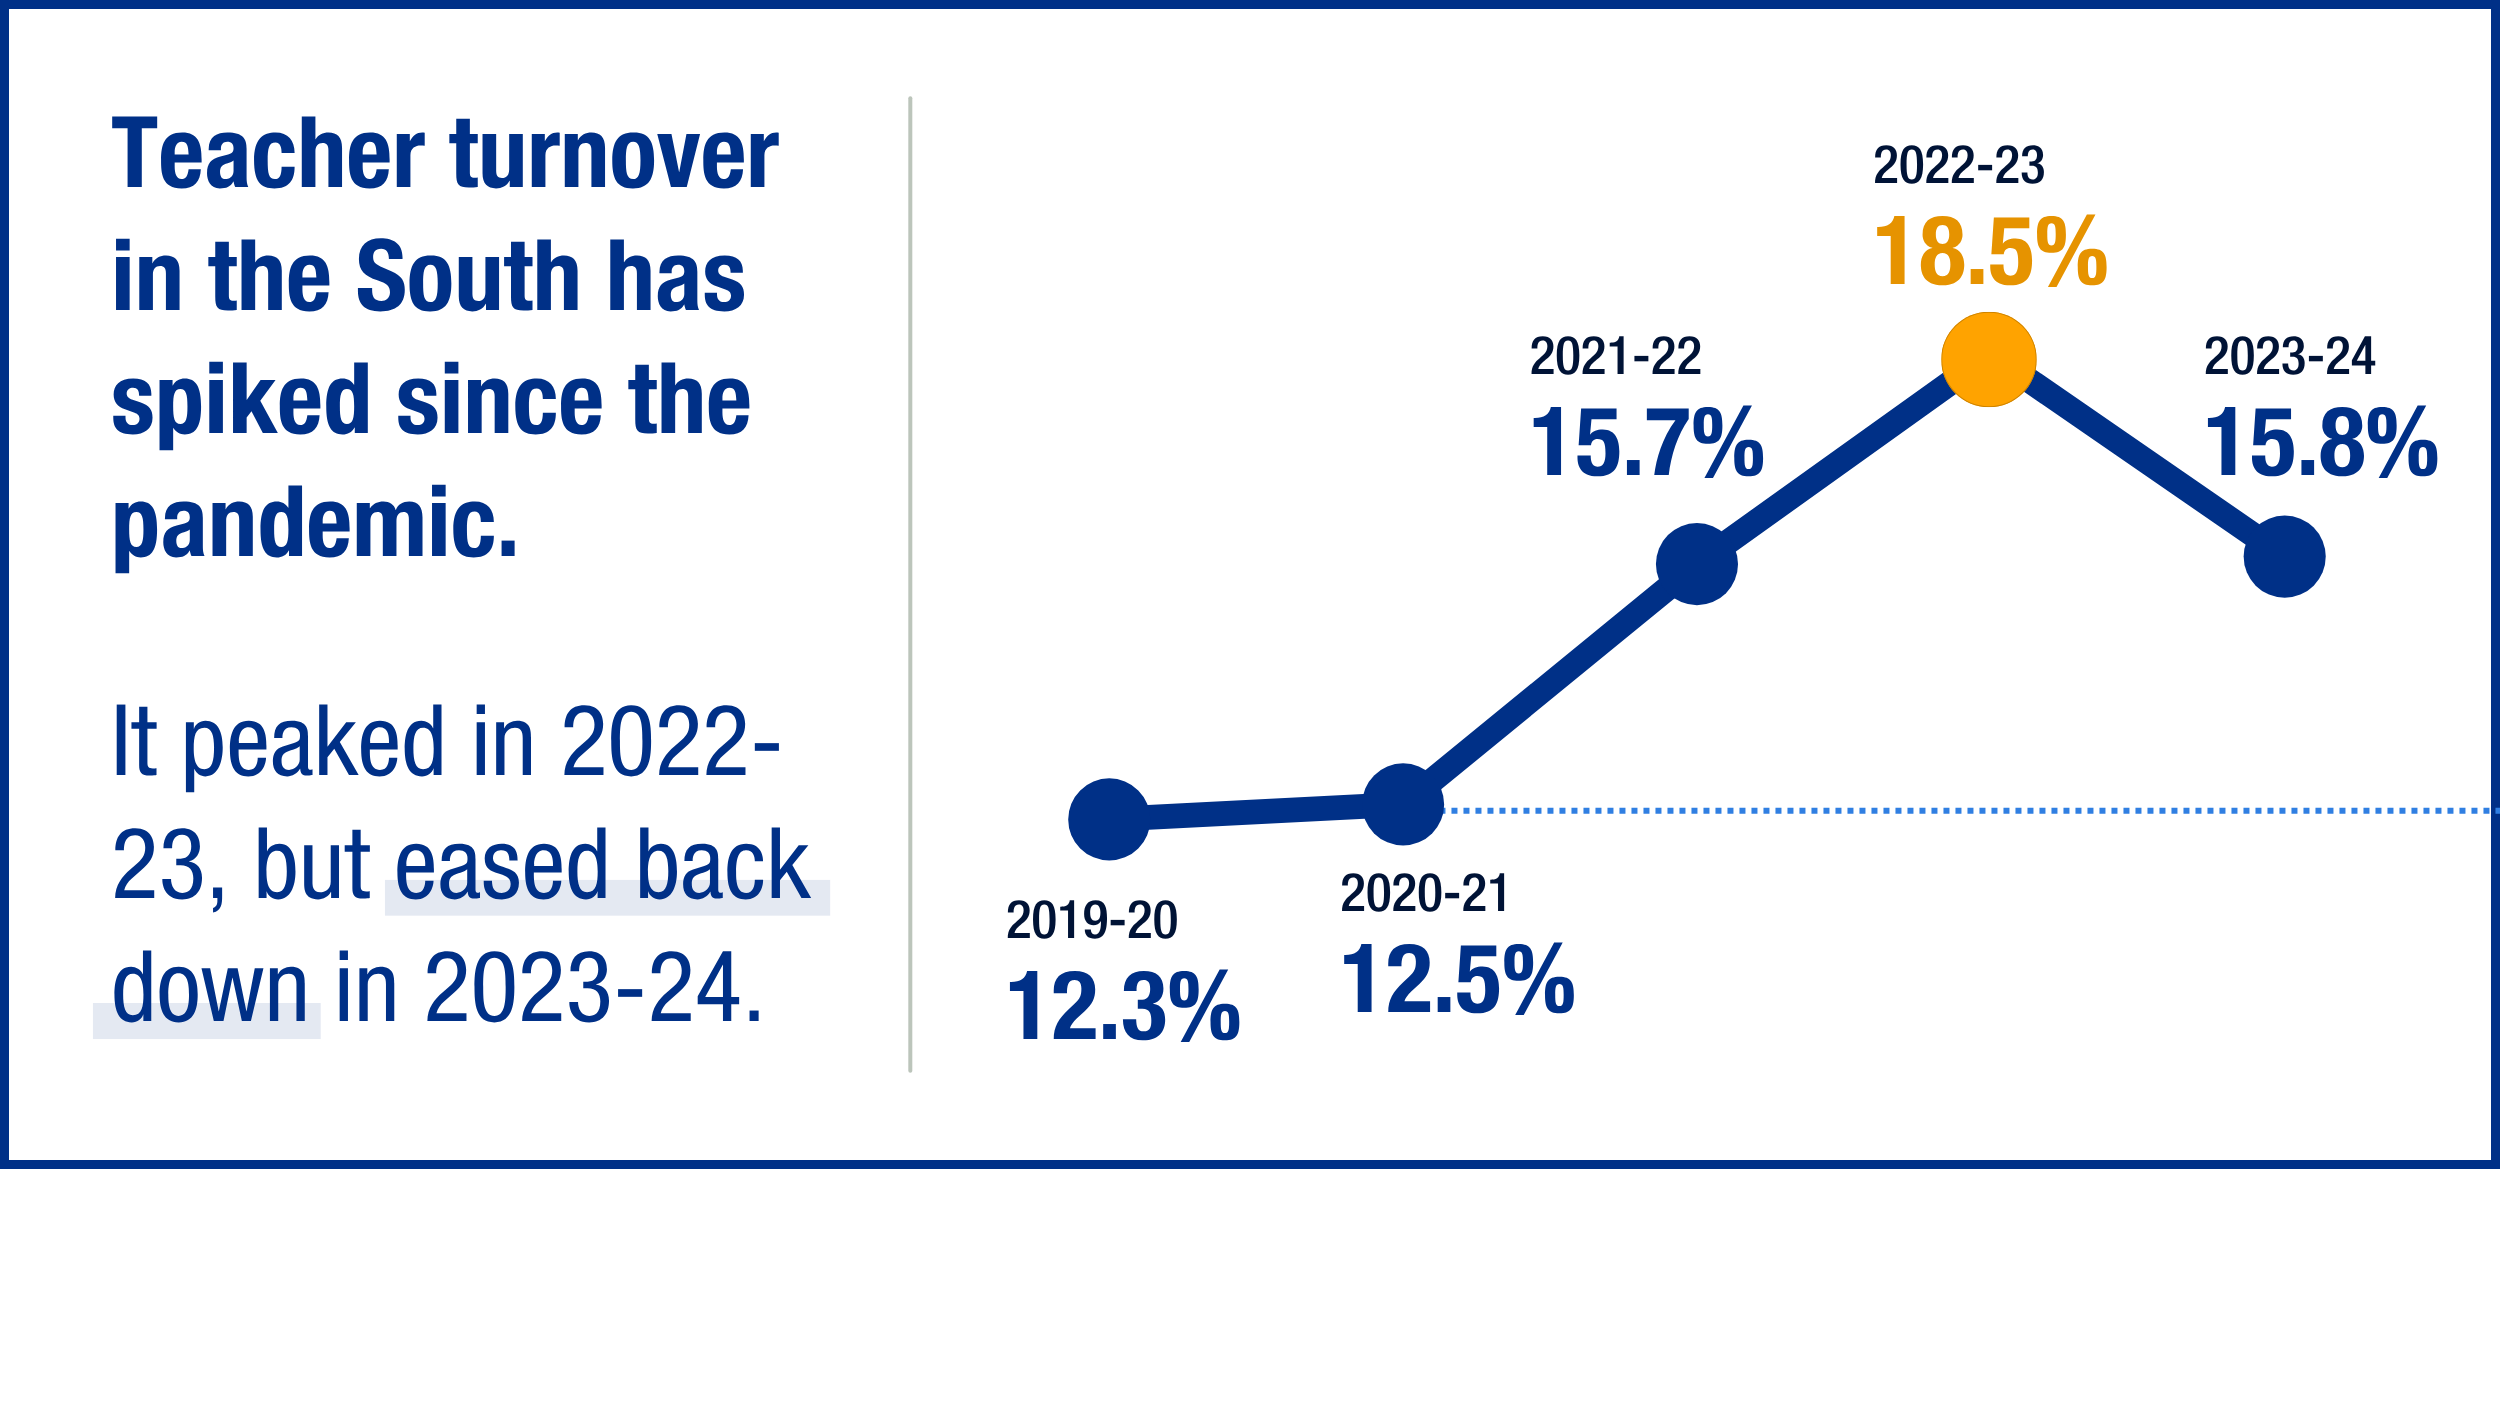 Teacher turnover
in the South has
spiked since the
pandemic.
It peaked in 2022-
23, but eased back
down in 2023-24.
2019-20
12.3%
2020-21
12.5%
2021-22
15.7%
2022-23
18.5%
2023-24
15.8%